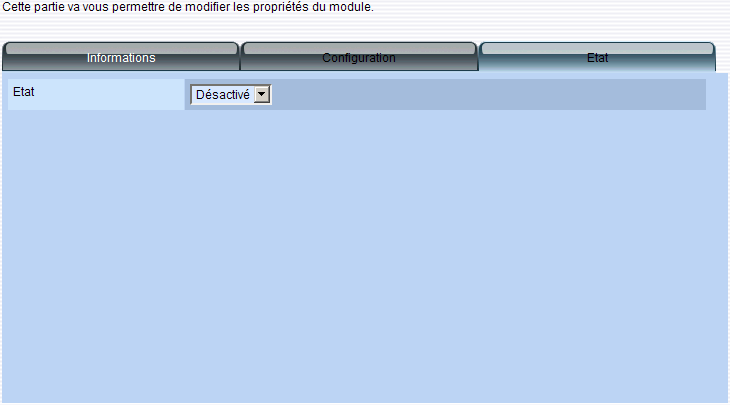 Cette partie va vous permettre de modifier les propriétés du module.
Informations Configuration Etat
Etat Désactivé